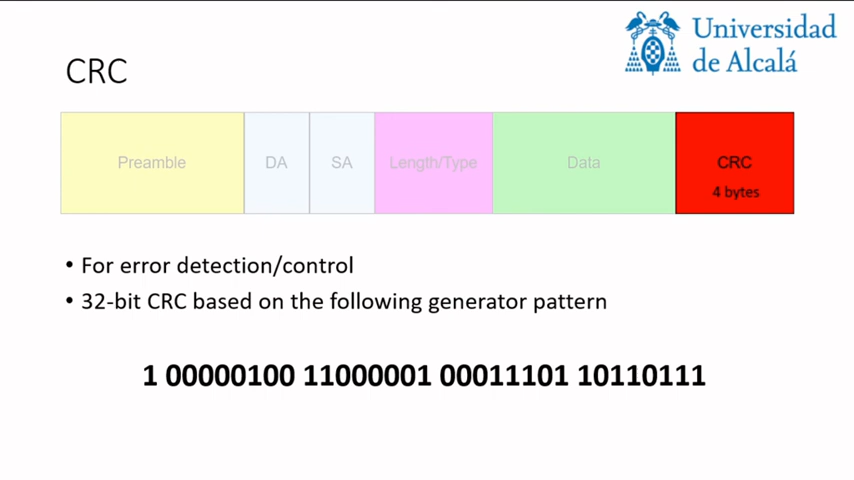 Universidad
de Alcalá
CRC
Preamble DA SA Length/Type Data CRC
4 bytes
• For error detection/control
• 32-bit CRC based on the following generator pattern
1 00000100 11000001 00011101 10110111